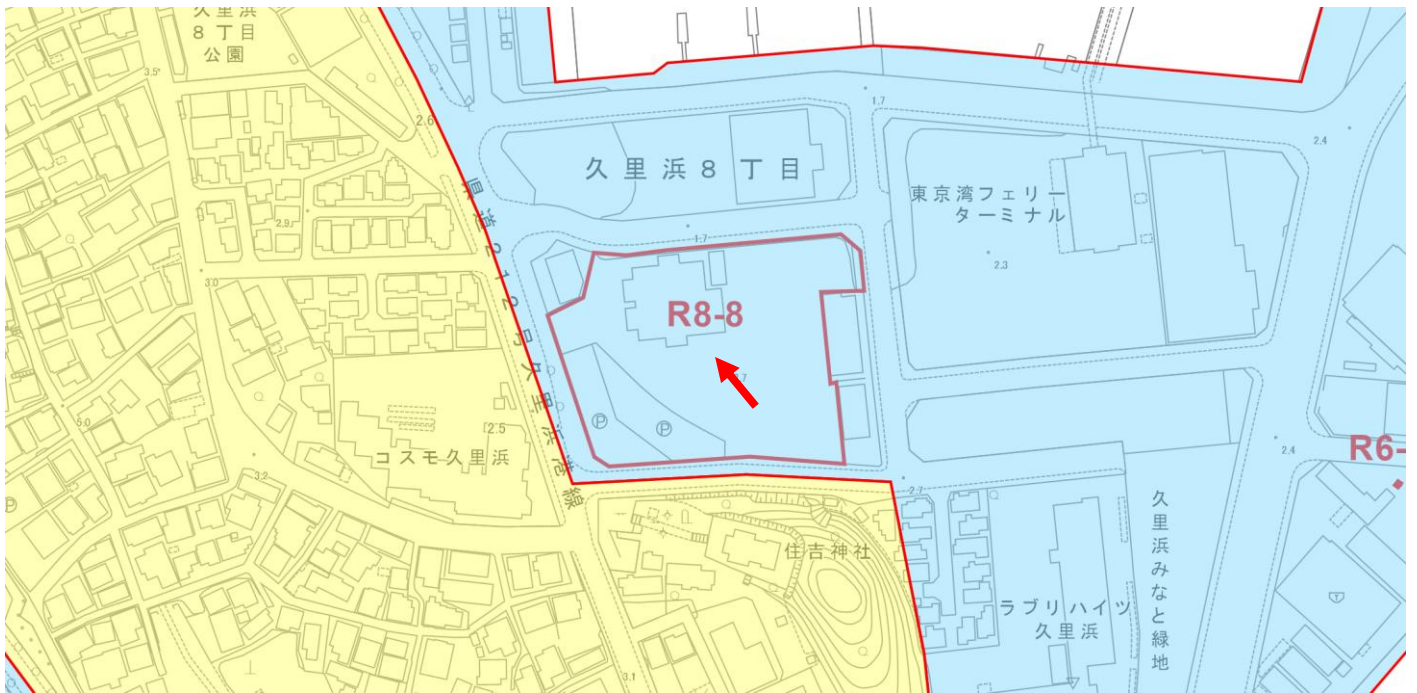 久里浜
8丁目
公園
3.5
2.6
1.7
2.4
久里浜8丁目
東京湾フェリー
ターミナル
2.9
県道212号久里浜港線
1.7
2.3
3.0
R8-8
5.0
2.5
コスモ久里浜
3.2
P
P
P
R6-
2.4
2.7
久里浜みなと緑地
住吉神社
ラブリハイツ
久里浜
3.1